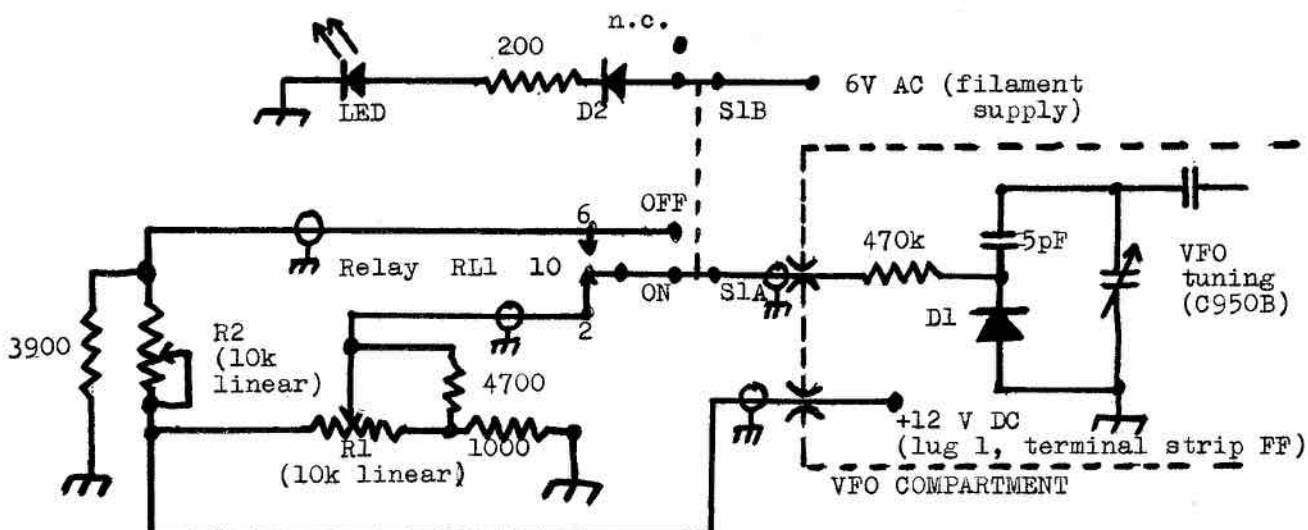 n.c.
200
LED
D2
S1B
6V AC (filament
supply)
6
OFF
Relay RL1 10
ON
S1A
2
470k
5pF
D1
VFO
tuning
(C950B)
3900
R2
(10k
linear)
4700
R1
(10k linear)
1000
+12 V DC
(lug 1, terminal strip FF)
VFO COMPARTMENT